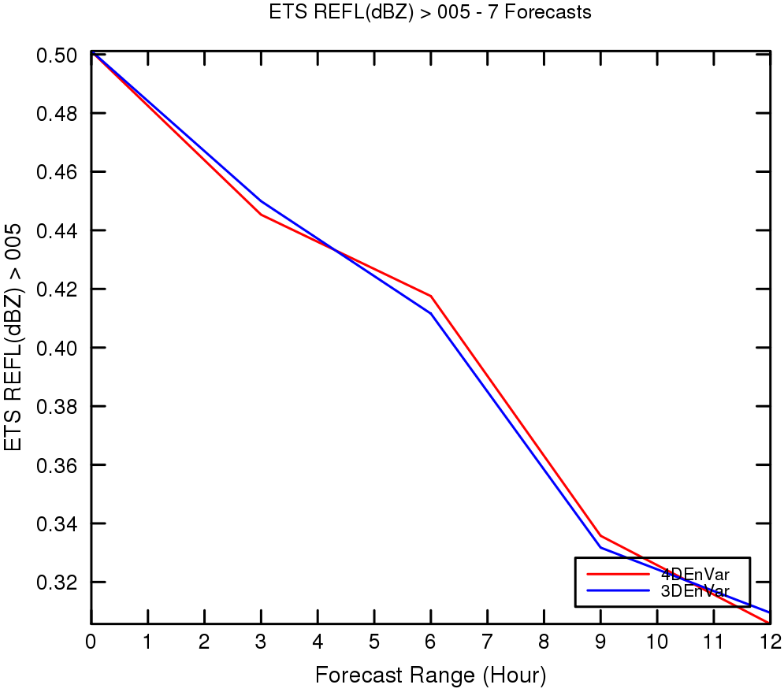 ETS REFL(dBZ) > 005 - 7 Forecasts
ETS REFL(dBZ) > 005
0.50
0.48
0.46
0.44
0.42
0.40
0.38
0.36
0.34
0.32
4DEnVar
3DEnVar
0 1 2 3 4 5 6 7 8 9 10 11 12
Forecast Range (Hour)